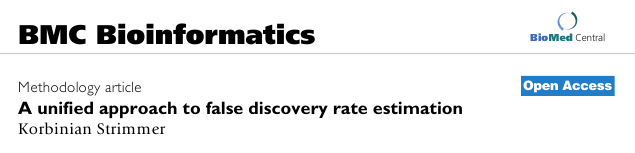 BMC Bioinformatics
BioMed Central
Methodology article
Open Access
A unified approach to false discovery rate estimation
Korbinian Strimmer